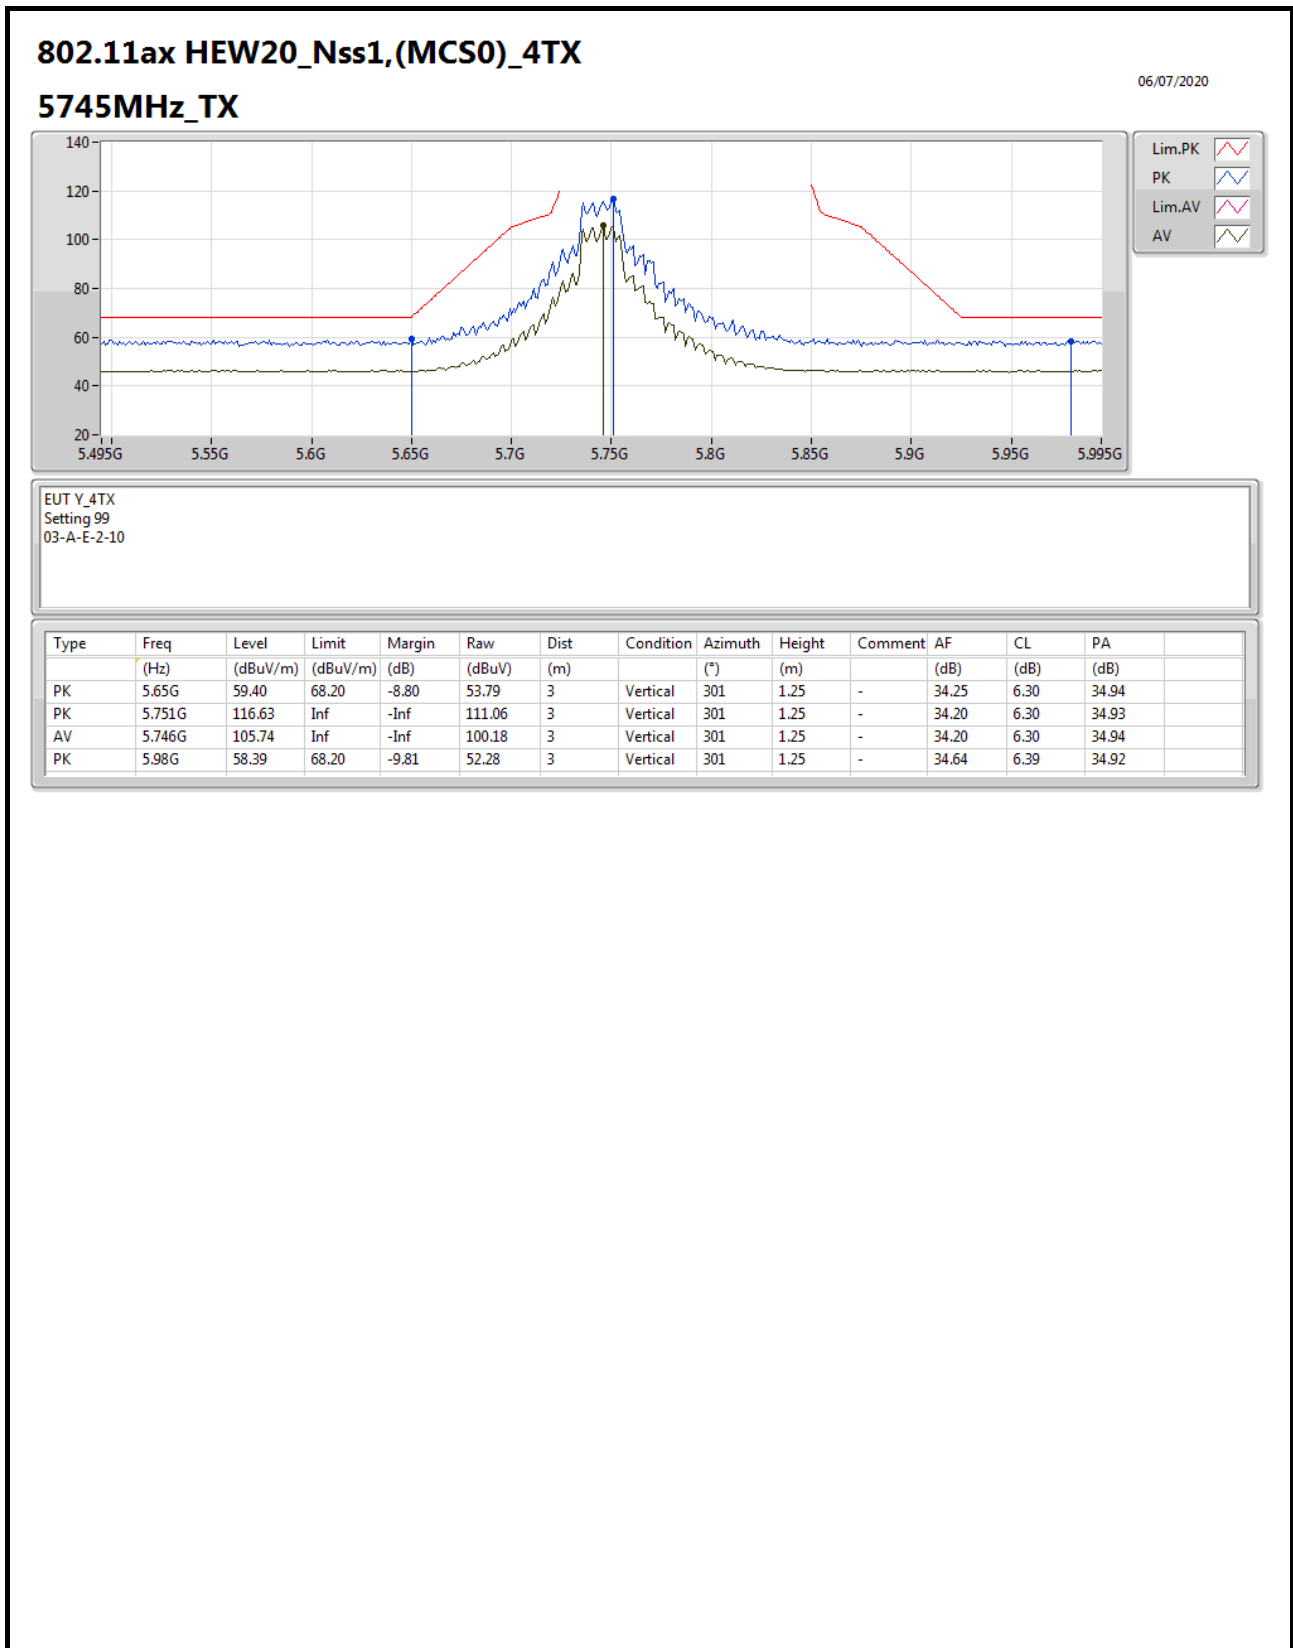 802.11ax HEW20_Nss1,(MCS0)_4TX
06/07/2020
5745MHz_TX
140
120
100
80
60
40
20
5.495G 5.55G 5.6G 5.65G 5.7G 5.75G 5.8G 5.85G 5.9G 5.95G 5.995G
Lim.PK
PK
Lim.AV
AV
EUT Y_4TX
Setting 99
03-A-E-2-10
Type Freq Level Limit Margin Raw Dist Condition Azimuth Height Comment AF CL PA
(Hz) (dBuV/m) (dBuV/m) (dB) (dBuV) (m) (°) (m) (dB) (dB) (dB)
PK 5.65G 59.40 68.20 -8.80 53.79 3 Vertical 301 1.25 - 34.25 6.30 34.94
PK 5.751G 116.63 Inf -Inf 111.06 3 Vertical 301 1.25 - 34.20 6.30 34.93
AV 5.746G 105.74 Inf -Inf 100.18 3 Vertical 301 1.25 - 34.20 6.30 34.94
PK 5.98G 58.39 68.20 -9.81 52.28 3 Vertical 301 1.25 - 34.64 6.39 34.92